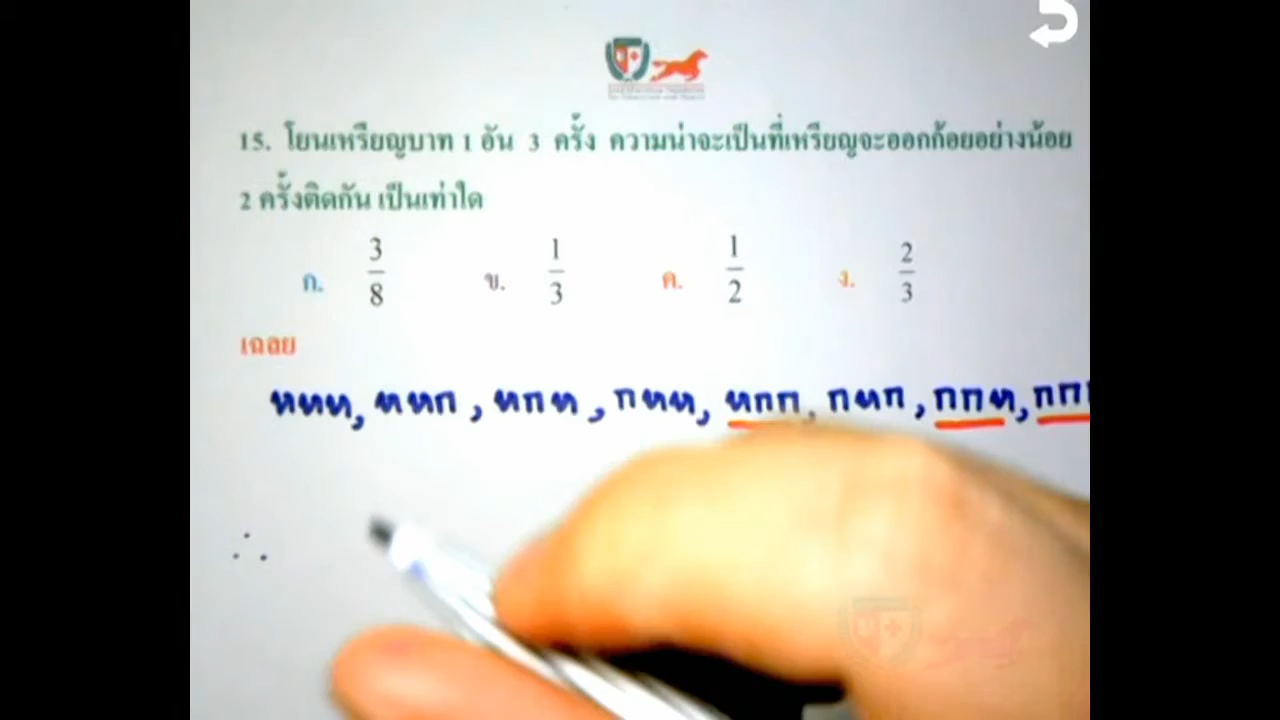 15. โยนเหรียญบาท 1 อัน 3 ครั้ง ความน่าจะเป็นที่เหรียญจะออกก้อยอย่างน้อย
2 ครั้งติดกัน เป็นเท่าใด
ก. 3/8 ข. 1/3 ค. 1/2 ง. 2/3
เฉลย
หหห, หหก, หกห, กหห, หกก, กหก, กกห, กก
∴